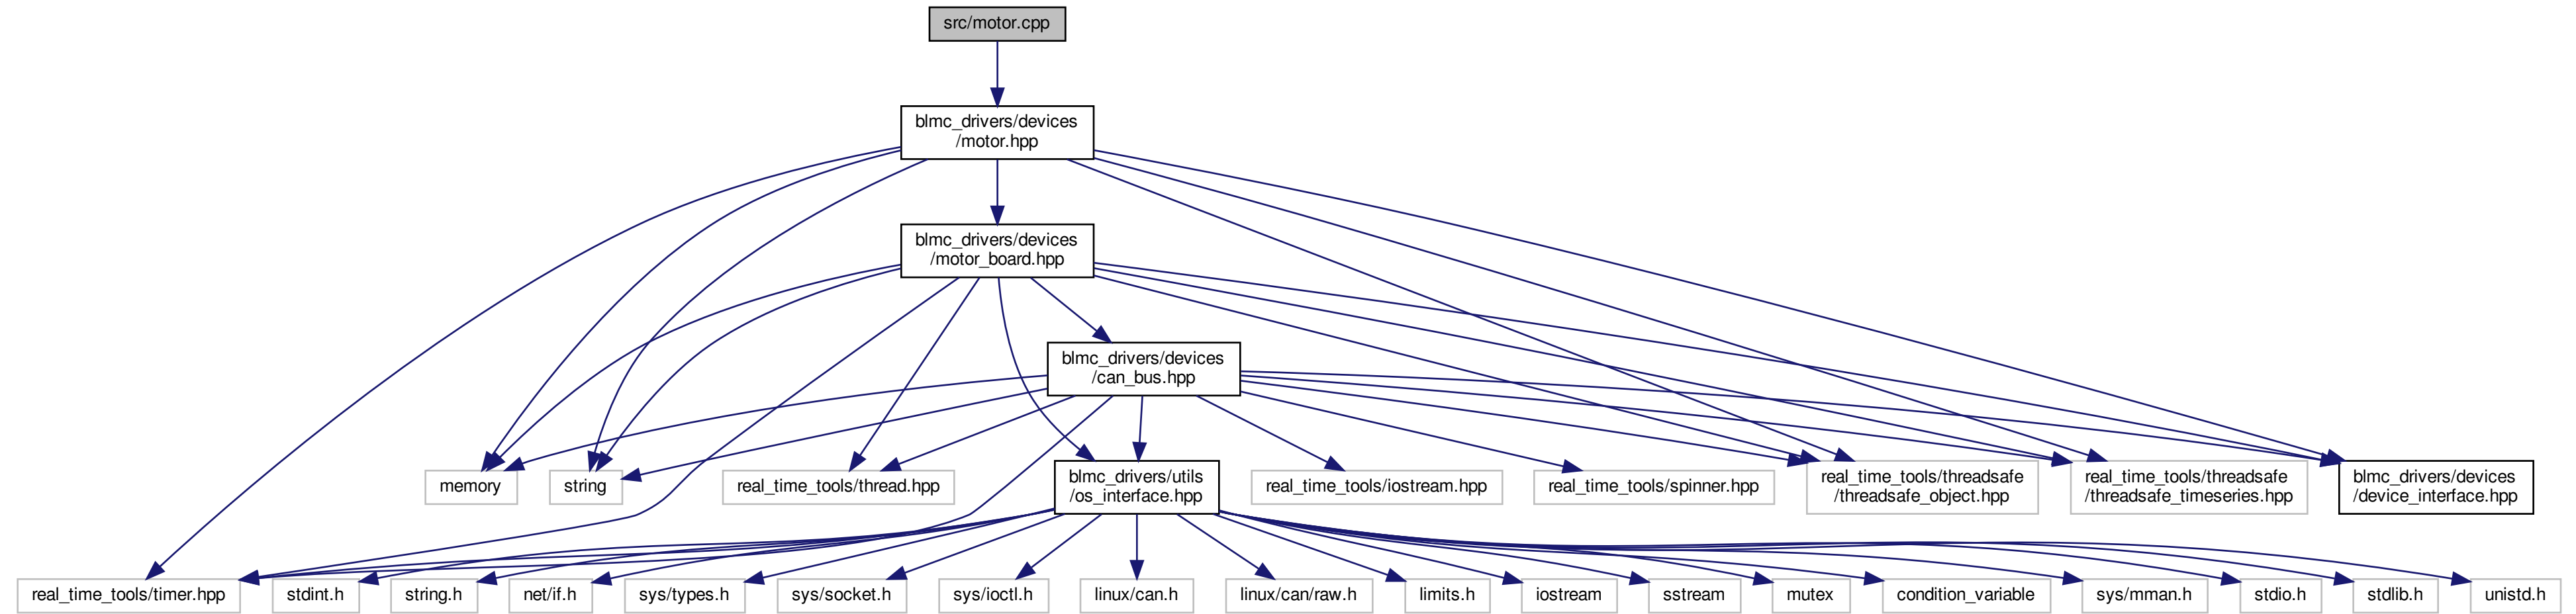 src/motor.cpp
blmc_drivers/devices
/motor.hpp
blmc_drivers/devices
/motor_board.hpp
blmc_drivers/devices
/can_bus.hpp
memory
string
real_time_tools/thread.hpp
blmc_drivers/utils
/os_interface.hpp
real_time_tools/iostream.hpp
real_time_tools/spinner.hpp
real_time_tools/threadsafe
/threadsafe_object.hpp
real_time_tools/threadsafe
/threadsafe_timeseries.hpp
blmc_drivers/devices
/device_interface.hpp
real_time_tools/timer.hpp
stdint.h
string.h
net/if.h
sys/types.h
sys/socket.h
sys/ioctl.h
linux/can.h
linux/can/raw.h
limits.h
iostream
sstream
mutex
condition_variable
sys/mman.h
stdio.h
stdlib.h
unistd.h